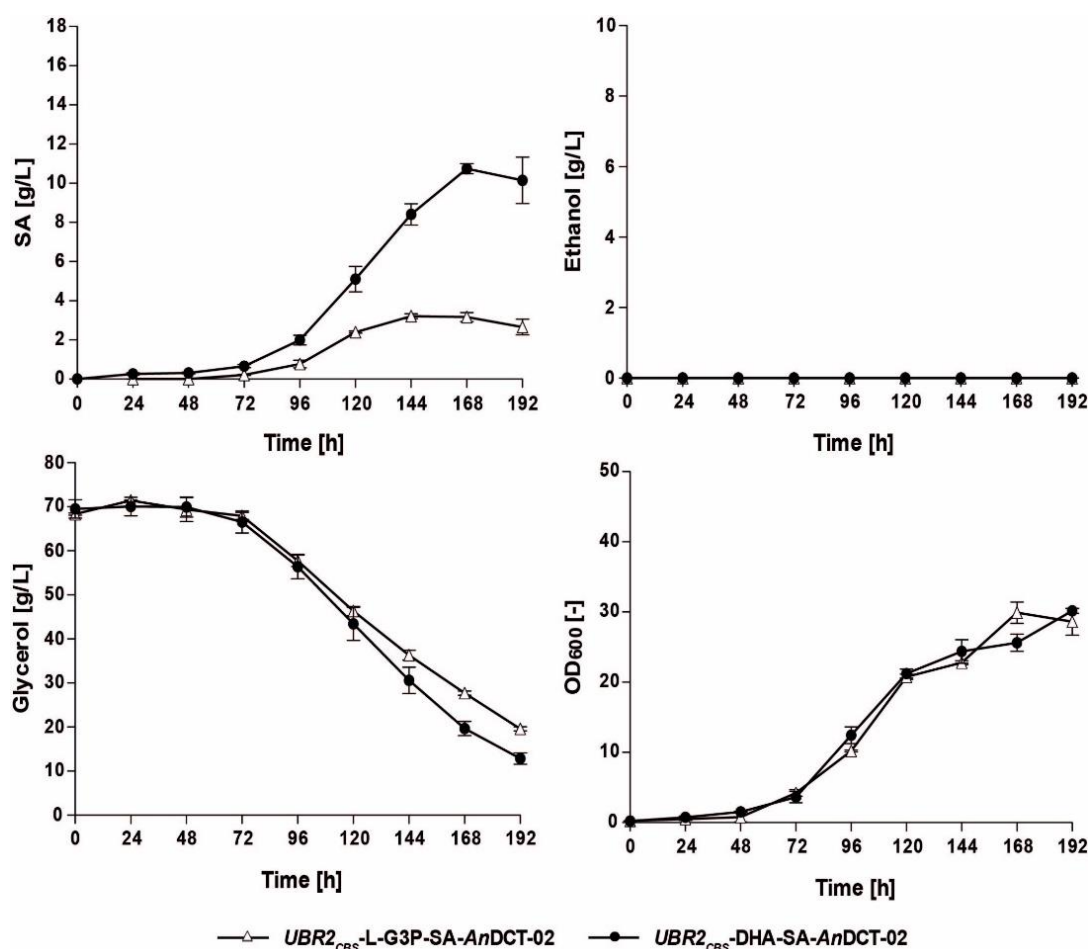 18
16
14
12
10
8
6
4
2
0
SA [g/L]
0 24 48 72 96 120 144 168 192
Time [h]
10
8
6
4
2
0
Ethanol [g/L]
0 24 48 72 96 120 144 168 192
Time [h]
80
70
60
50
40
30
20
10
0
Glycerol [g/L]
0 24 48 72 96 120 144 168 192
Time [h]
50
40
30
20
10
0
OD600 [-]
0 24 48 72 96 120 144 168 192
Time [h]
UBR2CBS-L-G3P-SA-AnDCT-02 UBR2CBS-DHA-SA-AnDCT-02